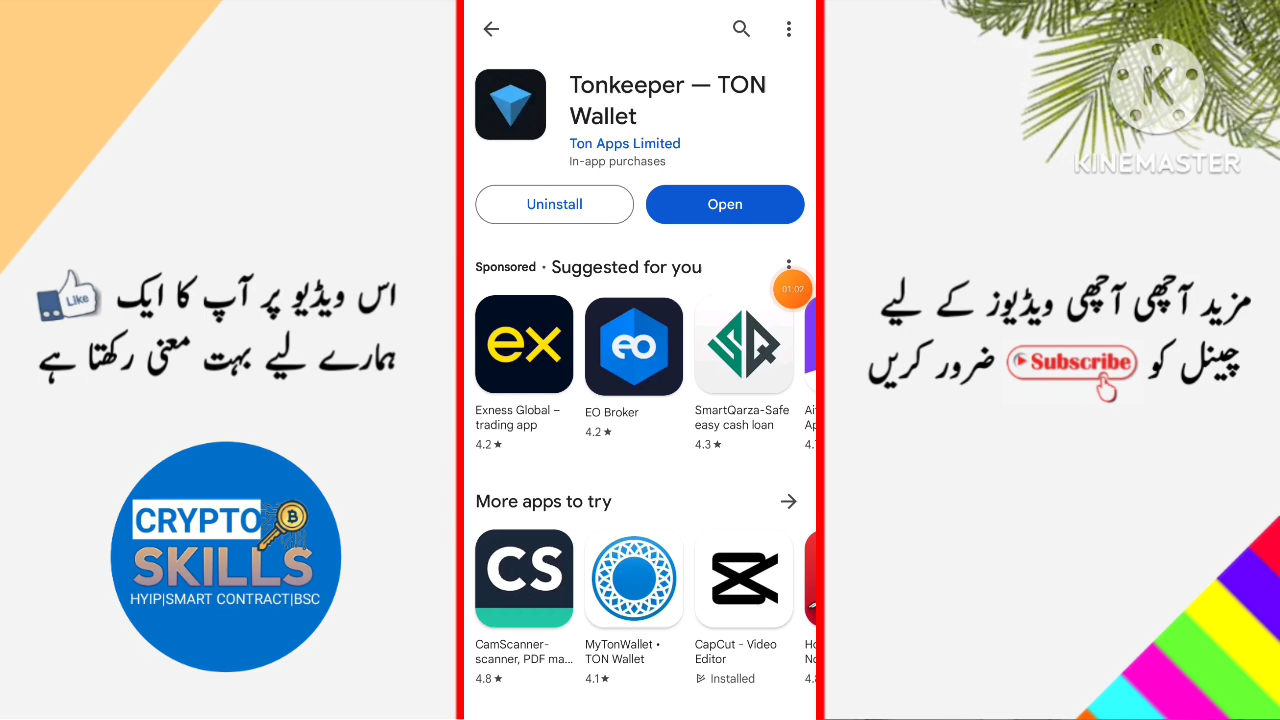 Tonkeeper — TON
Wallet
Ton Apps Limited
In-app purchases
Uninstall
Open
Sponsored • Suggested for you
01:02
ex
eo
SQ
Exness Global –
trading app
4.2★
EO Broker
4.2★
SmartQarza-Safe
easy cash loan
4.3★
More apps to try
CS
CamScanner-
scanner, PDF ma...
4.8★
MyTonWallet •
TON Wallet
4.1★
CapCut - Video
Editor
Installed
اس ویڈیو پر آپ کا ایک Like
ہمارے لیے بہت معنی رکھتا ہے
CRYPTO
SKILLS
HYIP|SMART CONTRACT|BSC
K
KINEMASTER
مزید آچھی آچھی ویڈیوز کے لیے
چینل کو Subscribe ضرور کریں